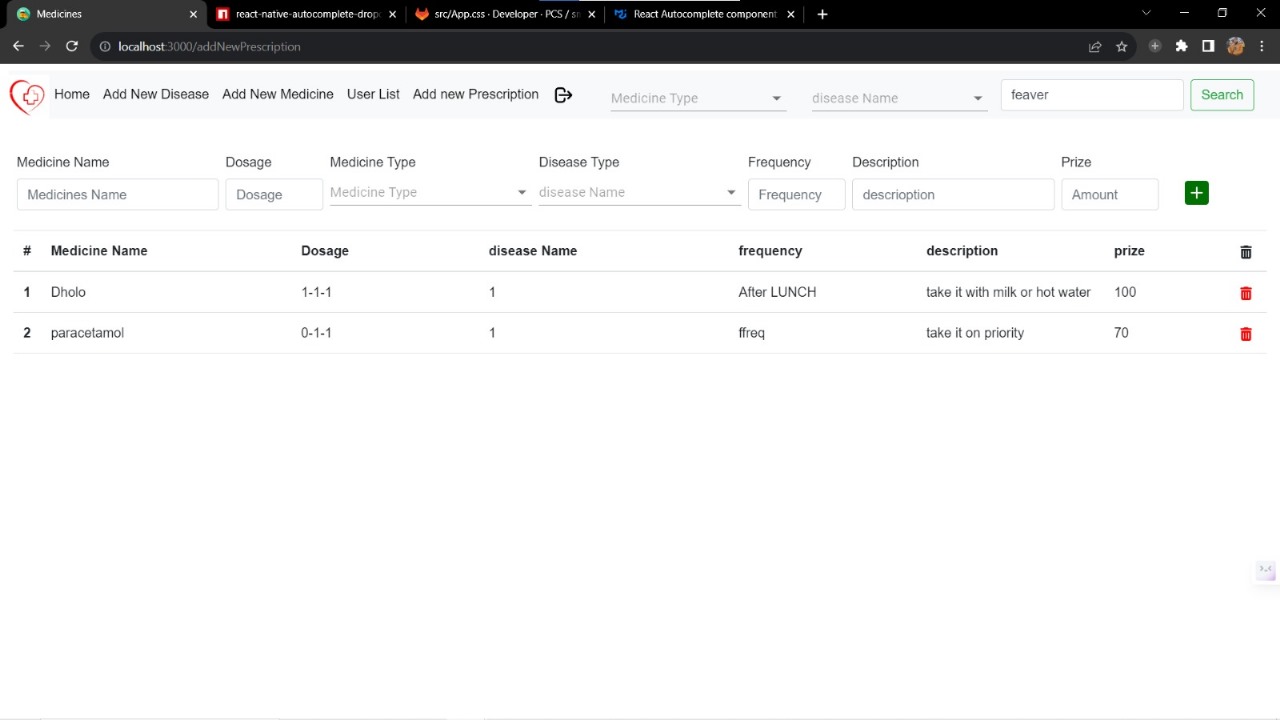 Medicines
react-native-autocomplete-drop
src/App.css · Developer · PCS / sm
React Autocomplete component
localhost:3000/addNewPrescription
Home Add New Disease Add New Medicine User List Add new Prescription Medicine Type disease Name feaver Search
Medicine Name Dosage Medicine Type Disease Type Frequency Description Prize
Medicines Name Dosage Medicine Type disease Name Frequency descrioption Amount
# Medicine Name Dosage disease Name frequency description prize
1 Dholo 1-1-1 1 After LUNCH take it with milk or hot water 100
2 paracetamol 0-1-1 1 ffreq take it on priority 70